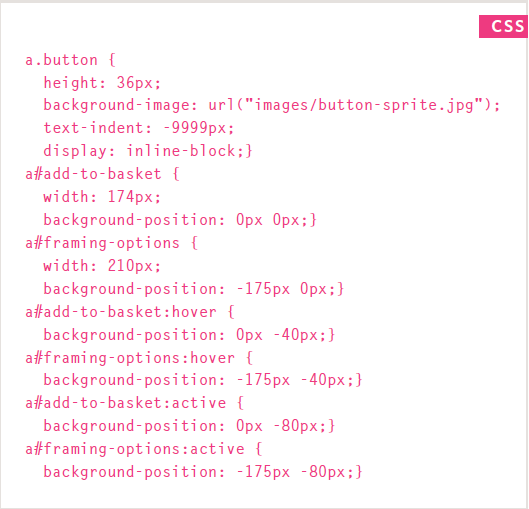 CSS
a.button {
height: 36px;
background-image: url("images/button-sprite.jpg");
text-indent: -9999px;
display: inline-block;}
a#add-to-basket {
width: 174px;
background-position: 0px 0px;}
a#framing-options {
width: 210px;
background-position: -175px 0px;}
a#add-to-basket:hover {
background-position: 0px -40px;}
a#framing-options:hover {
background-position: -175px -40px;}
a#add-to-basket:active {
background-position: 0px -80px;}
a#framing-options:active {
background-position: -175px -80px;}